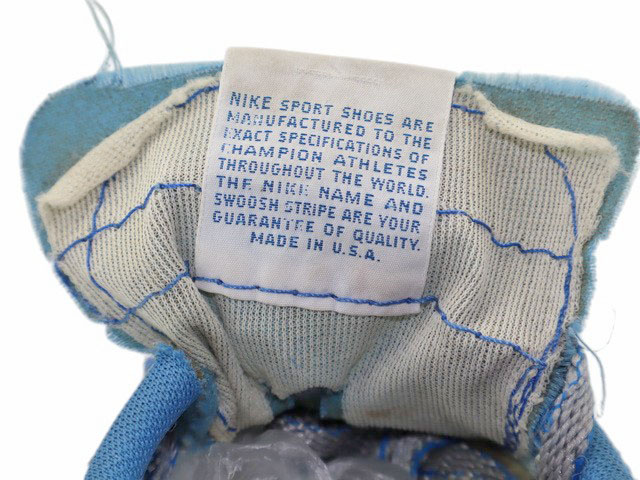 NIKE SPORT SHOES ARE
MANUFACTURED TO THE
EXACT SPECIFICATIONS OF
CHAMPION ATHLETES
THROUGHOUT THE WORLD.
THE NIKE NAME AND
SWOOSH STRIPE ARE YOUR
GUARANTEE OF QUALITY.
MADE IN U.S.A.